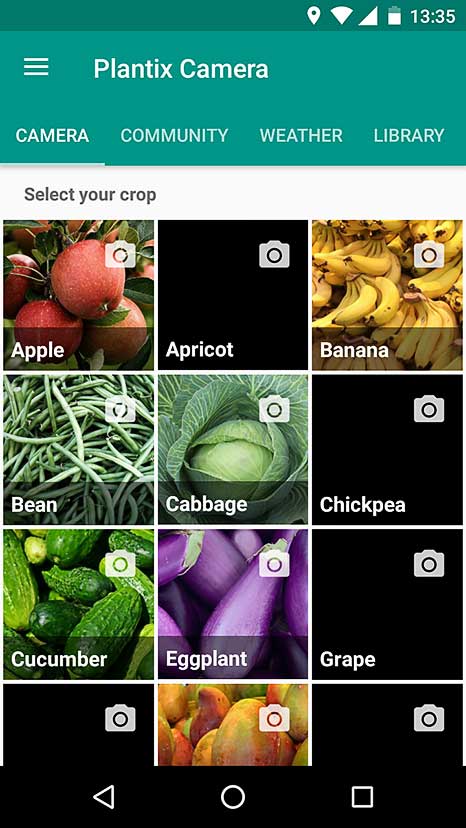 13:35
Plantix Camera
CAMERA COMMUNITY WEATHER LIBRARY
Select your crop
Apple Apricot Banana
Bean Cabbage Chickpea
Cucumber Eggplant Grape